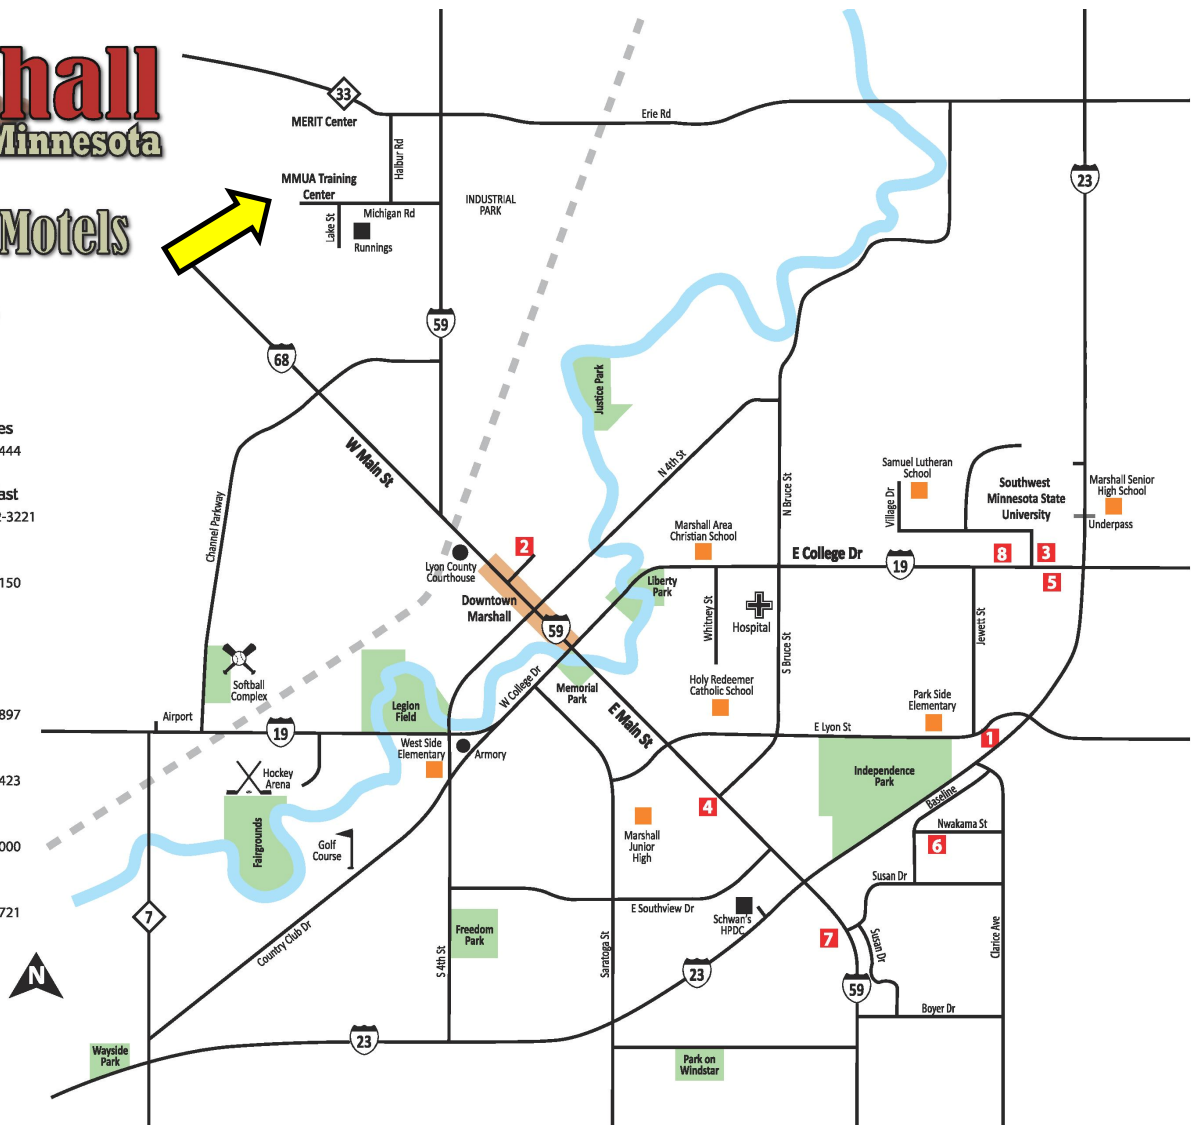 hall
Minnesota
Motels
es
444
ast
2-3221
150
897
423
000
721
33
MERIT Center
Erie Rd
Halbur Rd
MMUA Training
Center
Michigan Rd
Lake St
Runnings
INDUSTRIAL
PARK
23
59
68
Justice Park
W Main St
N 4th St
N Bruce St
Channel Parkway
Samuel Lutheran
School
Village Dr
Southwest
Minnesota State
University
Marshall Senior
High School
Underpass
Marshall Area
Christian School
E College Dr
19
8
3
5
2
Lyon County
Courthouse
Downtown
Marshall
59
Liberty
Park
Whitney St
Hospital
S Bruce St
Jewett St
Softball
Complex
Legion
Field
W College Dr
Memorial
Park
Holy Redeemer
Catholic School
Park Side
Elementary
E Main St
Airport
19
West Side
Elementary
Armory
E Lyon St
1
Hockey
Arena
Independence
Park
Baseline
4
Nwakama St
6
Marshall
Junior
High
Fairgrounds
Golf
Course
Susan Dr
7
E Southview Dr
Schwan's
HPDC
Freedom
Park
Country Club Dr
S 4th St
Saratoga St
7
Susan Dr
Clarice Ave
N
23
59
Boyer Dr
23
Wayside
Park
Park on
Windstar